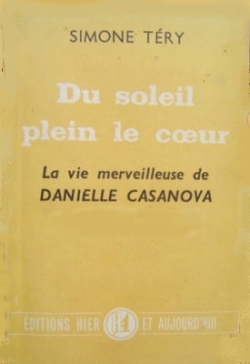 SIMONE TÉRY
Du soleil
plein le cœur
La vie merveilleuse de
DANIELLE CASANOVA
ÉDITIONS HIER ET AUJOURD'HUI